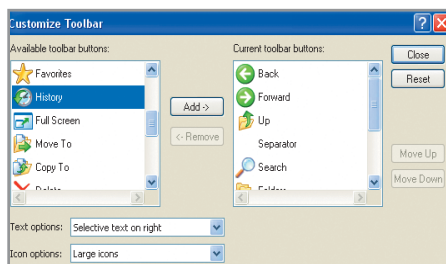 Customize Toolbar
Available toolbar buttons:
Favorites
History
Full Screen
Move To
Copy To
Delete
Add ->
<- Remove
Current toolbar buttons:
Back
Forward
Up
Separator
Search
Folders
Close
Reset
Move Up
Move Down
Text options: Selective text on right
Icon options: Large icons